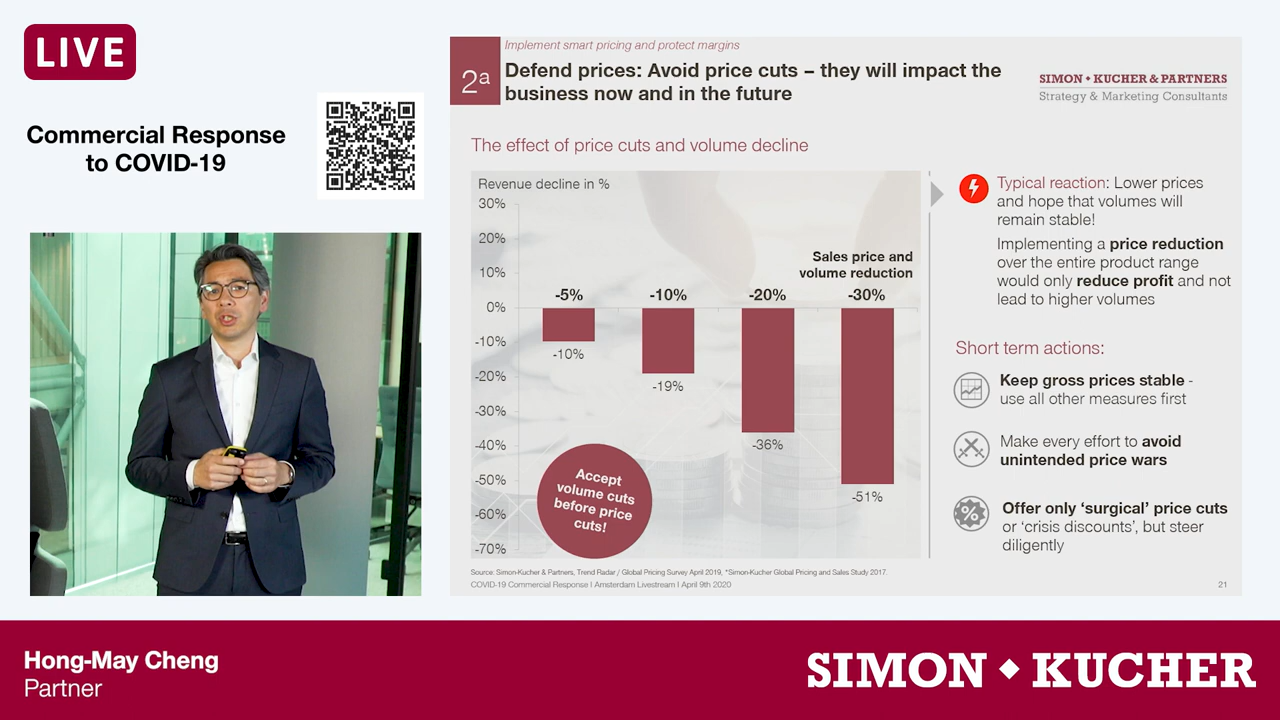 LIVE
Commercial Response
to COVID-19
Implement smart pricing and protect margins
2a
Defend prices: Avoid price cuts – they will impact the
business now and in the future
SIMON • KUCHER & PARTNERS
Strategy & Marketing Consultants
The effect of price cuts and volume decline
Revenue decline in %
30%
20%
10%
0%
-10%
-20%
-30%
-40%
-50%
-60%
-70%
Sales price and
volume reduction
-5%
-10%
-20%
-30%
-10%
-19%
-36%
-51%
Accept
volume cuts
before price
cuts!
Typical reaction: Lower prices
and hope that volumes will
remain stable!
Implementing a price reduction
over the entire product range
would only reduce profit and not
lead to higher volumes
Short term actions:
Keep gross prices stable -
use all other measures first
Make every effort to avoid
unintended price wars
%
Offer only ‘surgical’ price cuts
or ‘crisis discounts’, but steer
diligently
Source: Simon-Kucher & Partners, Trend Radar / Global Pricing Survey April 2019, *Simon-Kucher Global Pricing and Sales Study 2017.
COVID-19 Commercial Response I Amsterdam Livestream I April 9th 2020
21
Hong-May Cheng
Partner
SIMON ◆ KUCHER